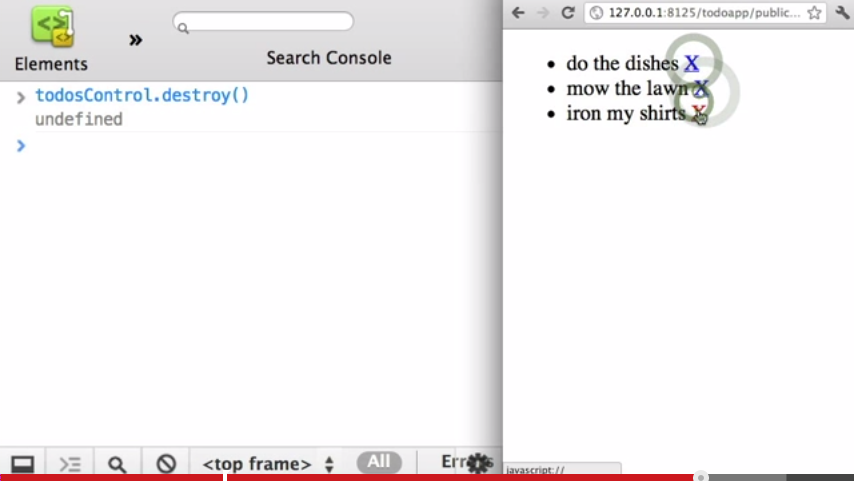 Elements
»
Search Console
> todosControl.destroy()
undefined
>
<top frame>
All
127.0.0.1:8125/todoapp/public...
• do the dishes X
• mow the lawn X
• iron my shirts X
javascript://